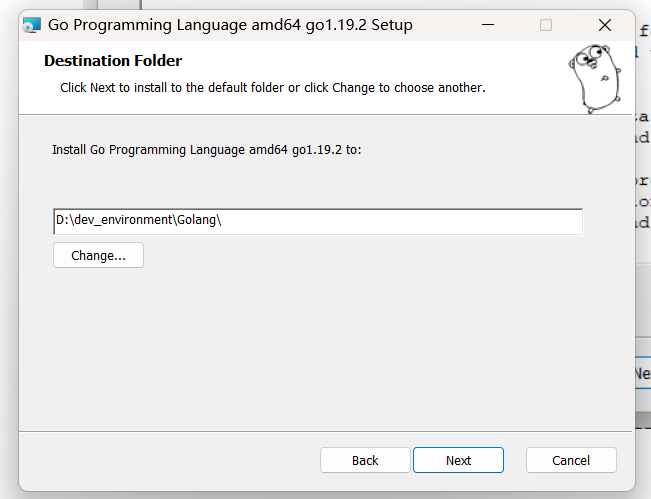 Go Programming Language amd64 go1.19.2 Setup
Destination Folder
Click Next to install to the default folder or click Change to choose another.
Install Go Programming Language amd64 go1.19.2 to:
D:\dev_environment\Golang\
Change...
Back
Next
Cancel